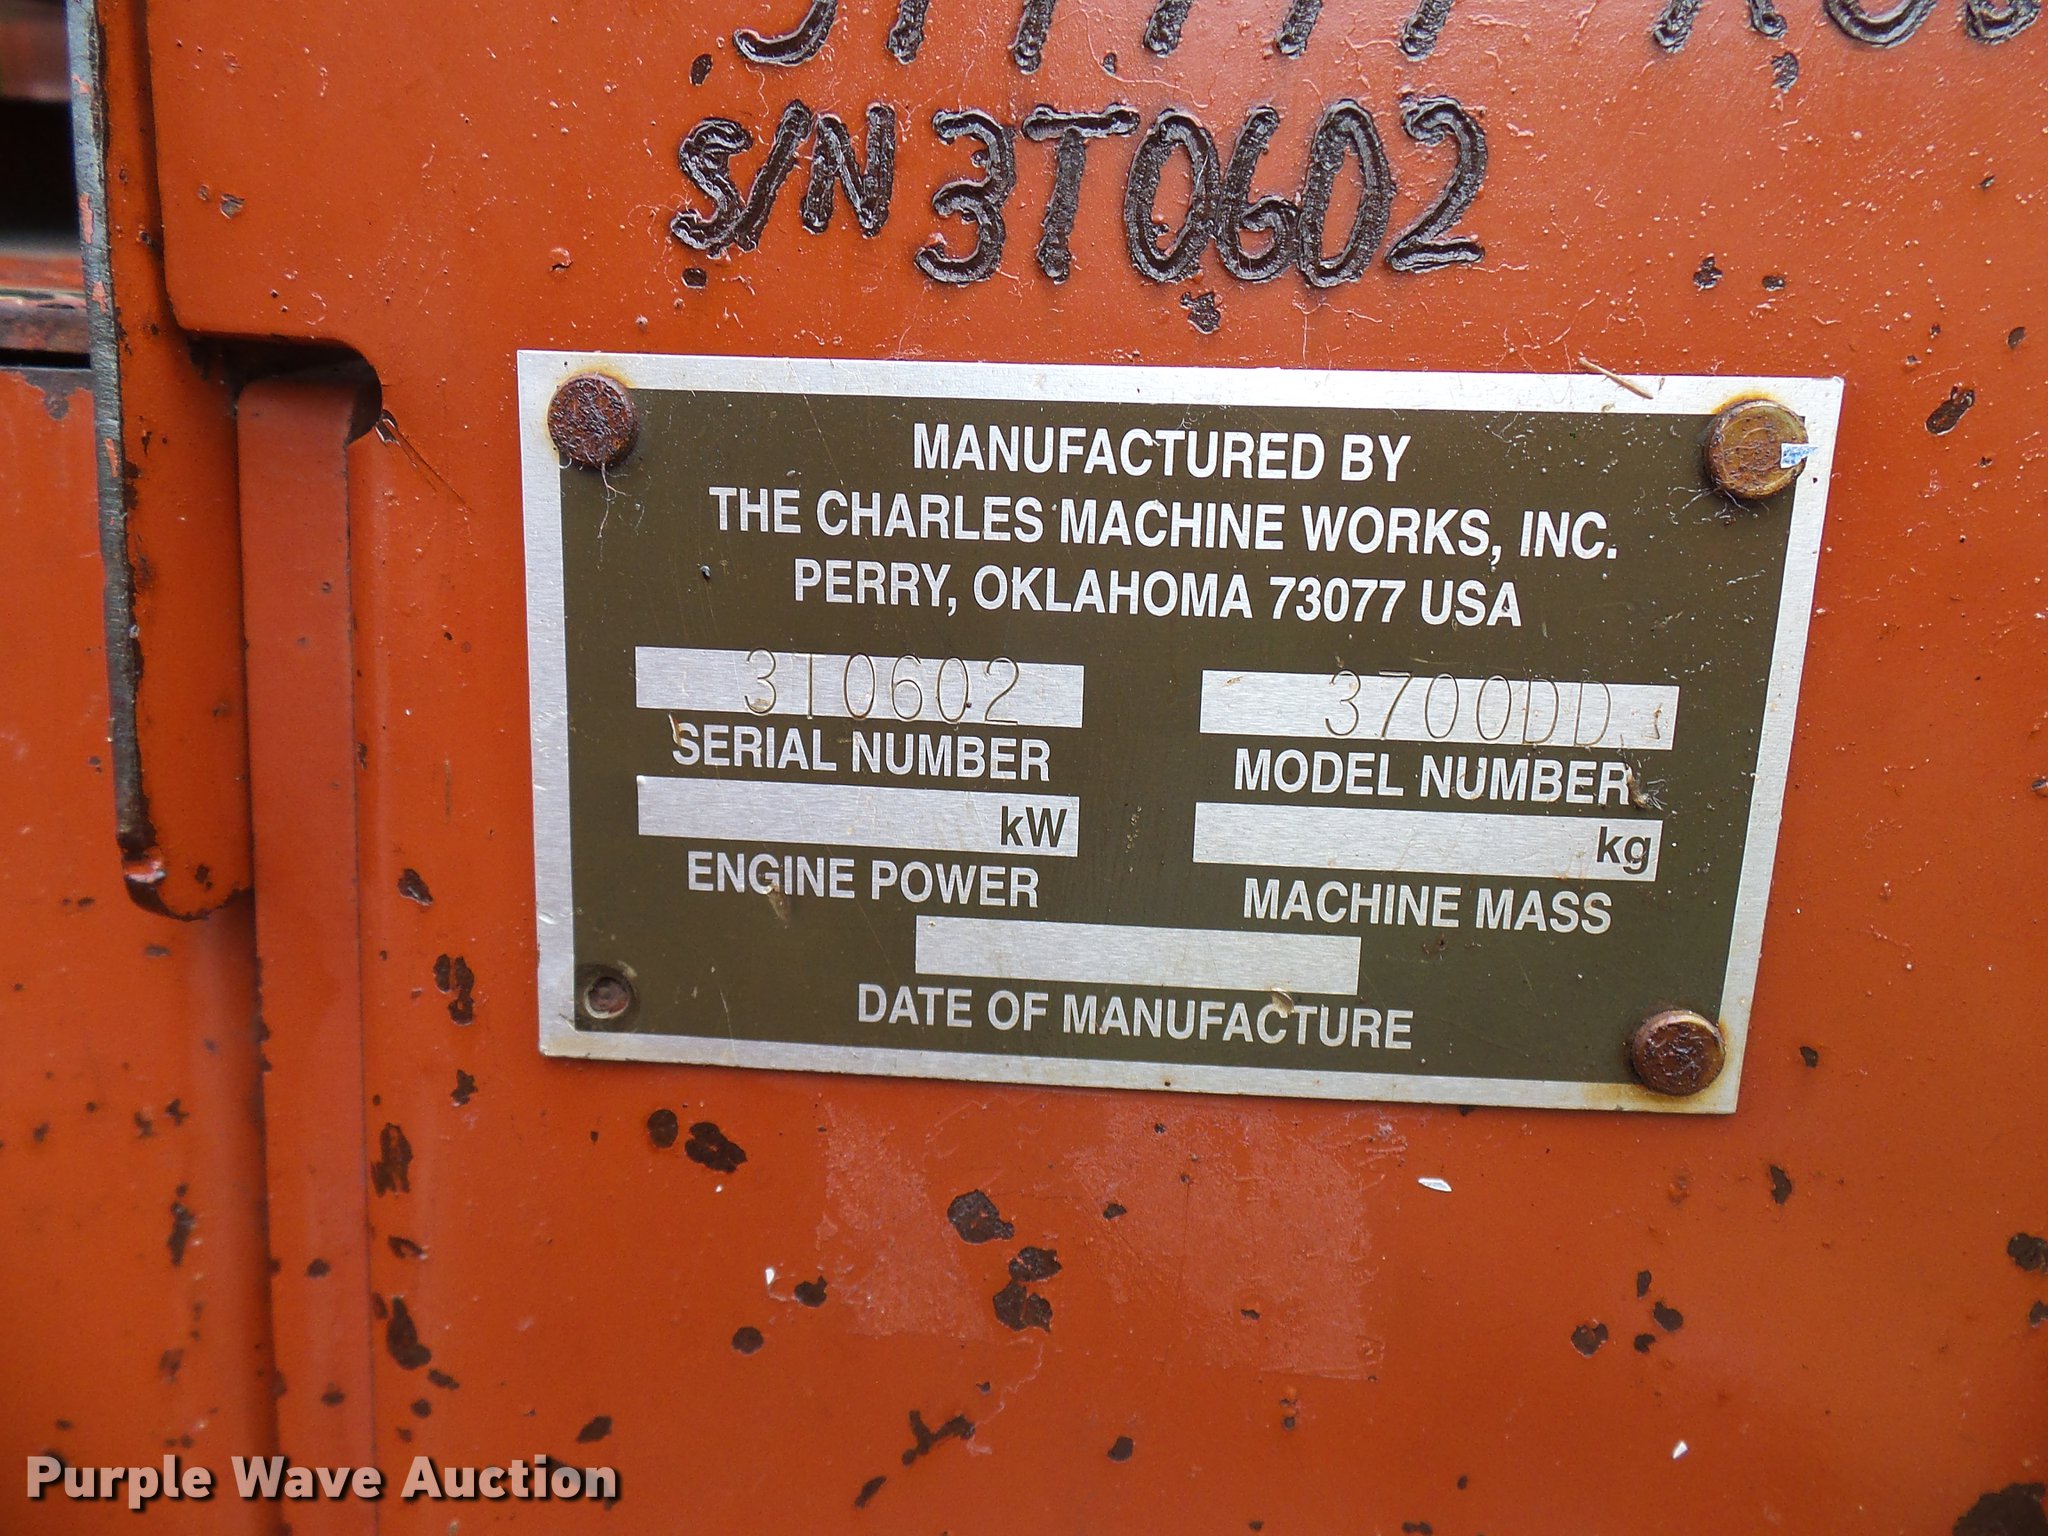 S/N 3T0602
MANUFACTURED BY
THE CHARLES MACHINE WORKS, INC.
PERRY, OKLAHOMA 73077 USA
3T0602 3700DD
SERIAL NUMBER MODEL NUMBER
kW kg
ENGINE POWER MACHINE MASS
DATE OF MANUFACTURE
Purple Wave Auction